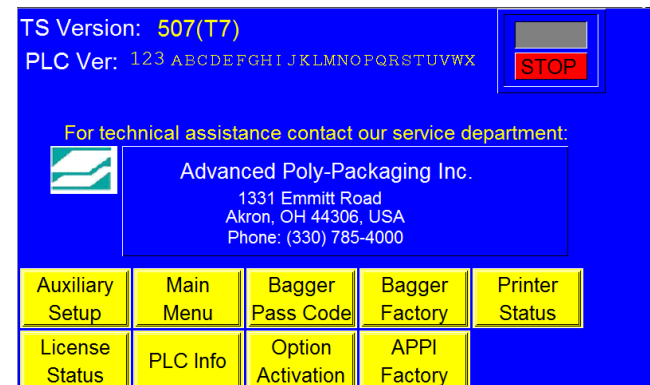 TS Version: 507(T7)
PLC Ver: 123 ABCDEFGHIJKLMNOPQRSTUVWX
STOP
For technical assistance contact our service department:
Advanced Poly-Packaging Inc.
1331 Emmitt Road
Akron, OH 44306, USA
Phone: (330) 785-4000
Auxiliary Setup
Main Menu
Bagger Pass Code
Bagger Factory
Printer Status
License Status
PLC Info
Option Activation
APPI Factory